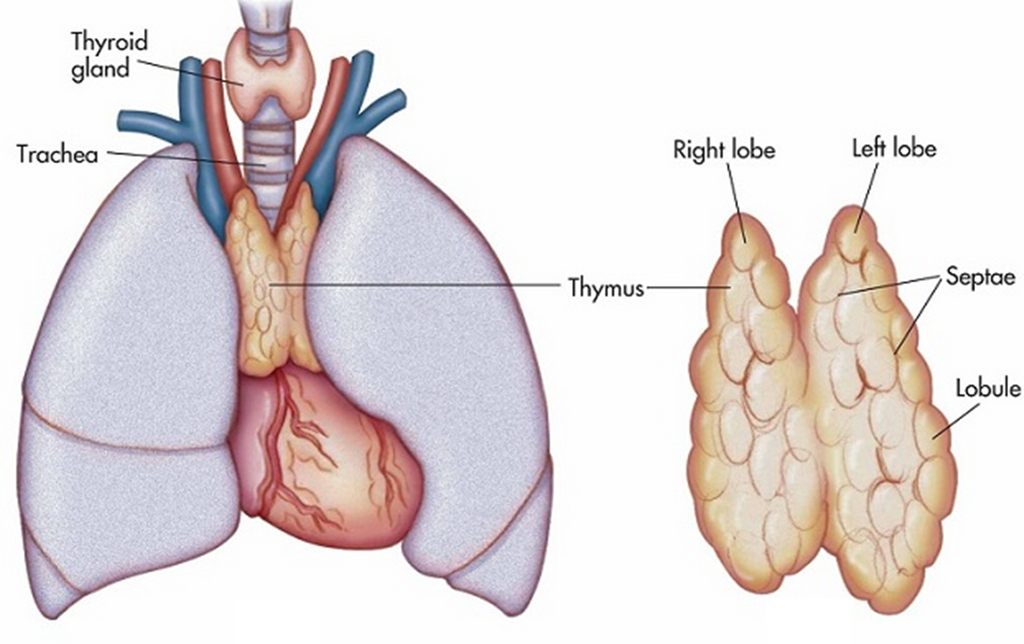 Thyroid
gland
Trachea
Thymus
Right lobe
Left lobe
Septae
Lobule